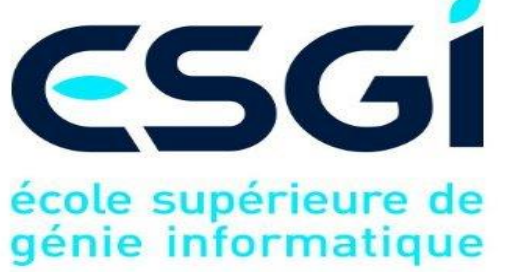 ESGI
école supérieure de
génie informatique